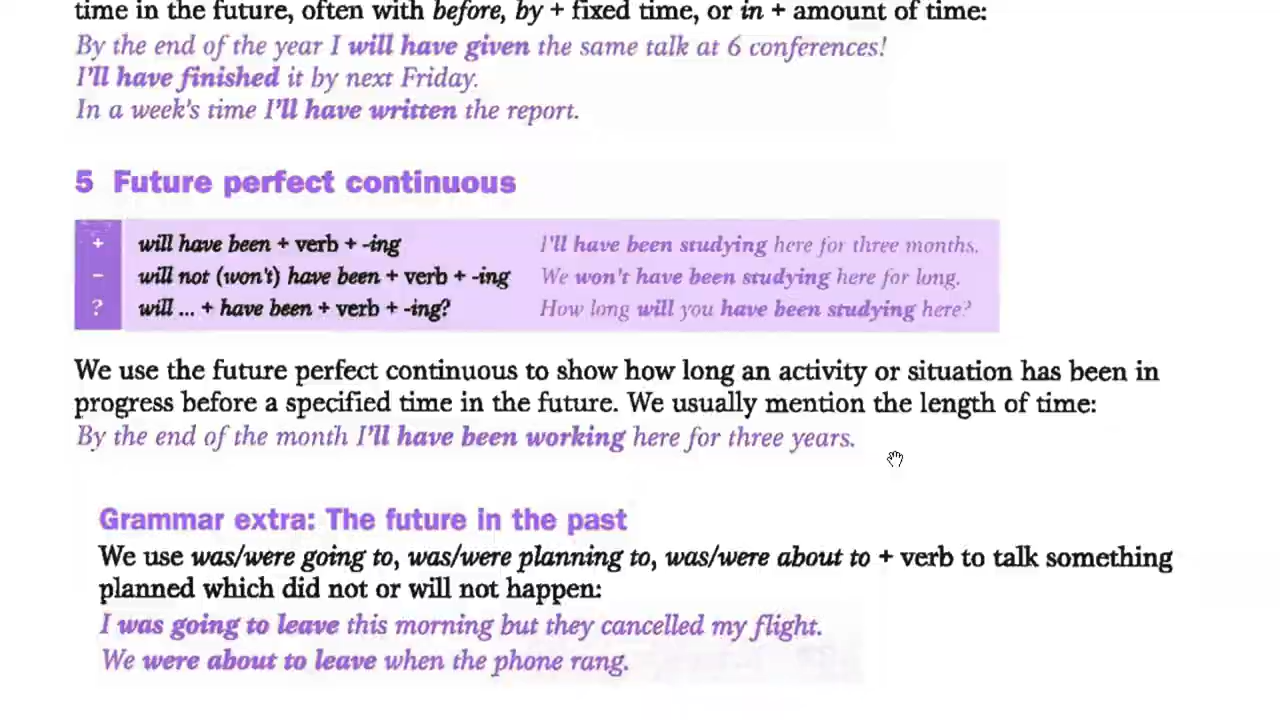 time in the future, often with before, by + fixed time, or in + amount of time:
By the end of the year I will have given the same talk at 6 conferences!
I'll have finished it by next Friday.
In a week's time I'll have written the report.
5 Future perfect continuous
+ will have been + verb + -ing I'll have been studying here for three months.
– will not (won't) have been + verb + -ing We won't have been studying here for long.
? will ... + have been + verb + -ing? How long will you have been studying here?
We use the future perfect continuous to show how long an activity or situation has been in
progress before a specified time in the future. We usually mention the length of time:
By the end of the month I'll have been working here for three years.
Grammar extra: The future in the past
We use was/were going to, was/were planning to, was/were about to + verb to talk something
planned which did not or will not happen:
I was going to leave this morning but they cancelled my flight.
We were about to leave when the phone rang.